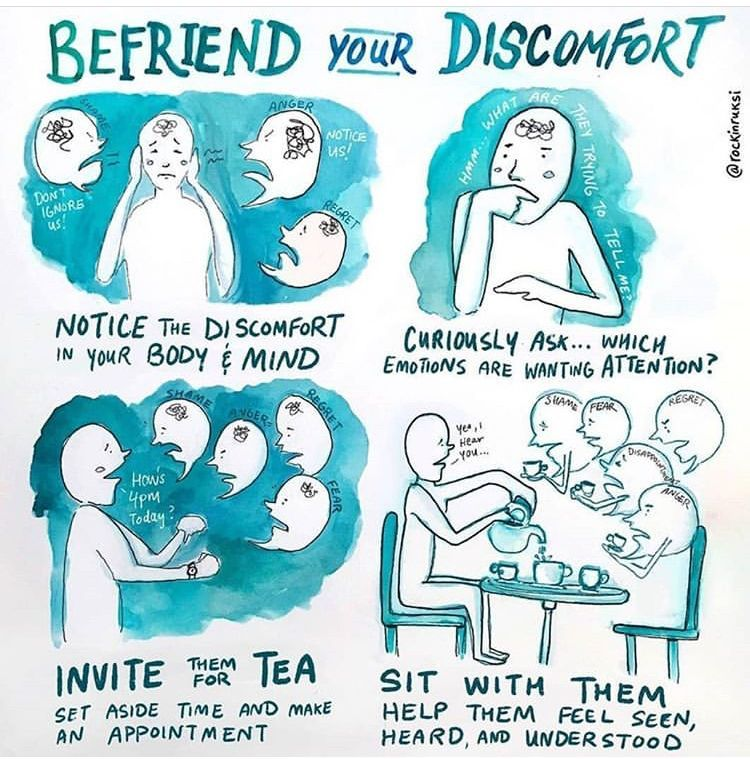 BEFRIEND YOUR DISCOMFORT
@rockinruksi
SHAME
DON'T
IGNORE
US!
ANGER
NOTICE
US!
REGRET
NOTICE THE DISCOMFORT
IN YOUR BODY & MIND
HMM... WHAT ARE THEY TRYING TO TELL ME?
CURIOUSLY ASK... WHICH
EMOTIONS ARE WANTING ATTENTION?
SHAME
ANGER
REGRET
FEAR
HOW'S
4pm
Today?
INVITE THEM FOR TEA
SET ASIDE TIME AND MAKE
AN APPOINTMENT
Yes, I
Hear
you...
SHAME
FEAR
REGRET
ANGER
SIT WITH THEM
HELP THEM FEEL SEEN,
HEARD, AND UNDERSTOOD